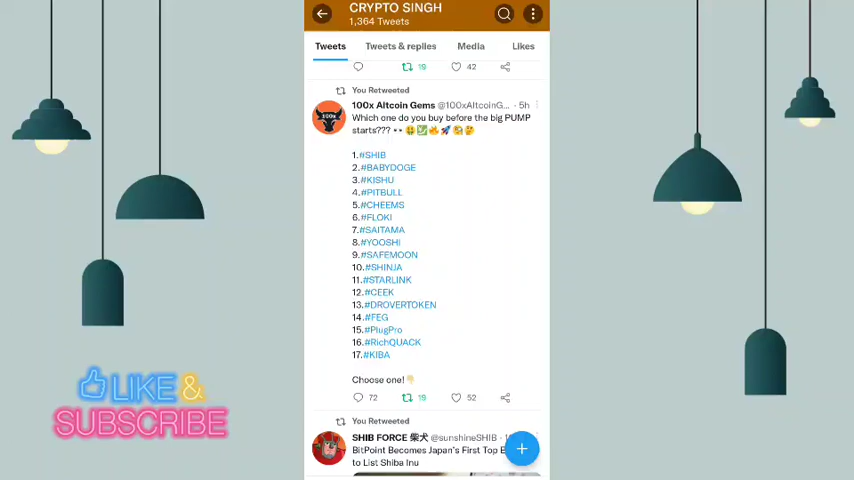 CRYPTO SINGH
1,364 Tweets
Tweets Tweets & replies Media Likes
19 42
You Retweeted
100x Altcoin Gems @100xAltcoinG... · 5h
Which one do you buy before the big PUMP
starts??? 👀🤑✅🔥🚀🥳🤔
1.#SHIB
2.#BABYDOGE
3.#KISHU
4.#PITBULL
5.#CHEEMS
6.#FLOKI
7.#SAITAMA
8.#YOOSHI
9.#SAFEMOON
10.#SHINJA
11.#STARLINK
12.#CEEK
13.#DROVERTOKEN
14.#FEG
15.#PlugPro
16.#RichQUACK
17.#KIBA
Choose one!👇
72 19 52
You Retweeted
SHIB FORCE 柴犬 @sunshineSHIB ·
BitPoint Becomes Japan's First Top
to List Shiba Inu
LIKE &
SUBSCRIBE
100x